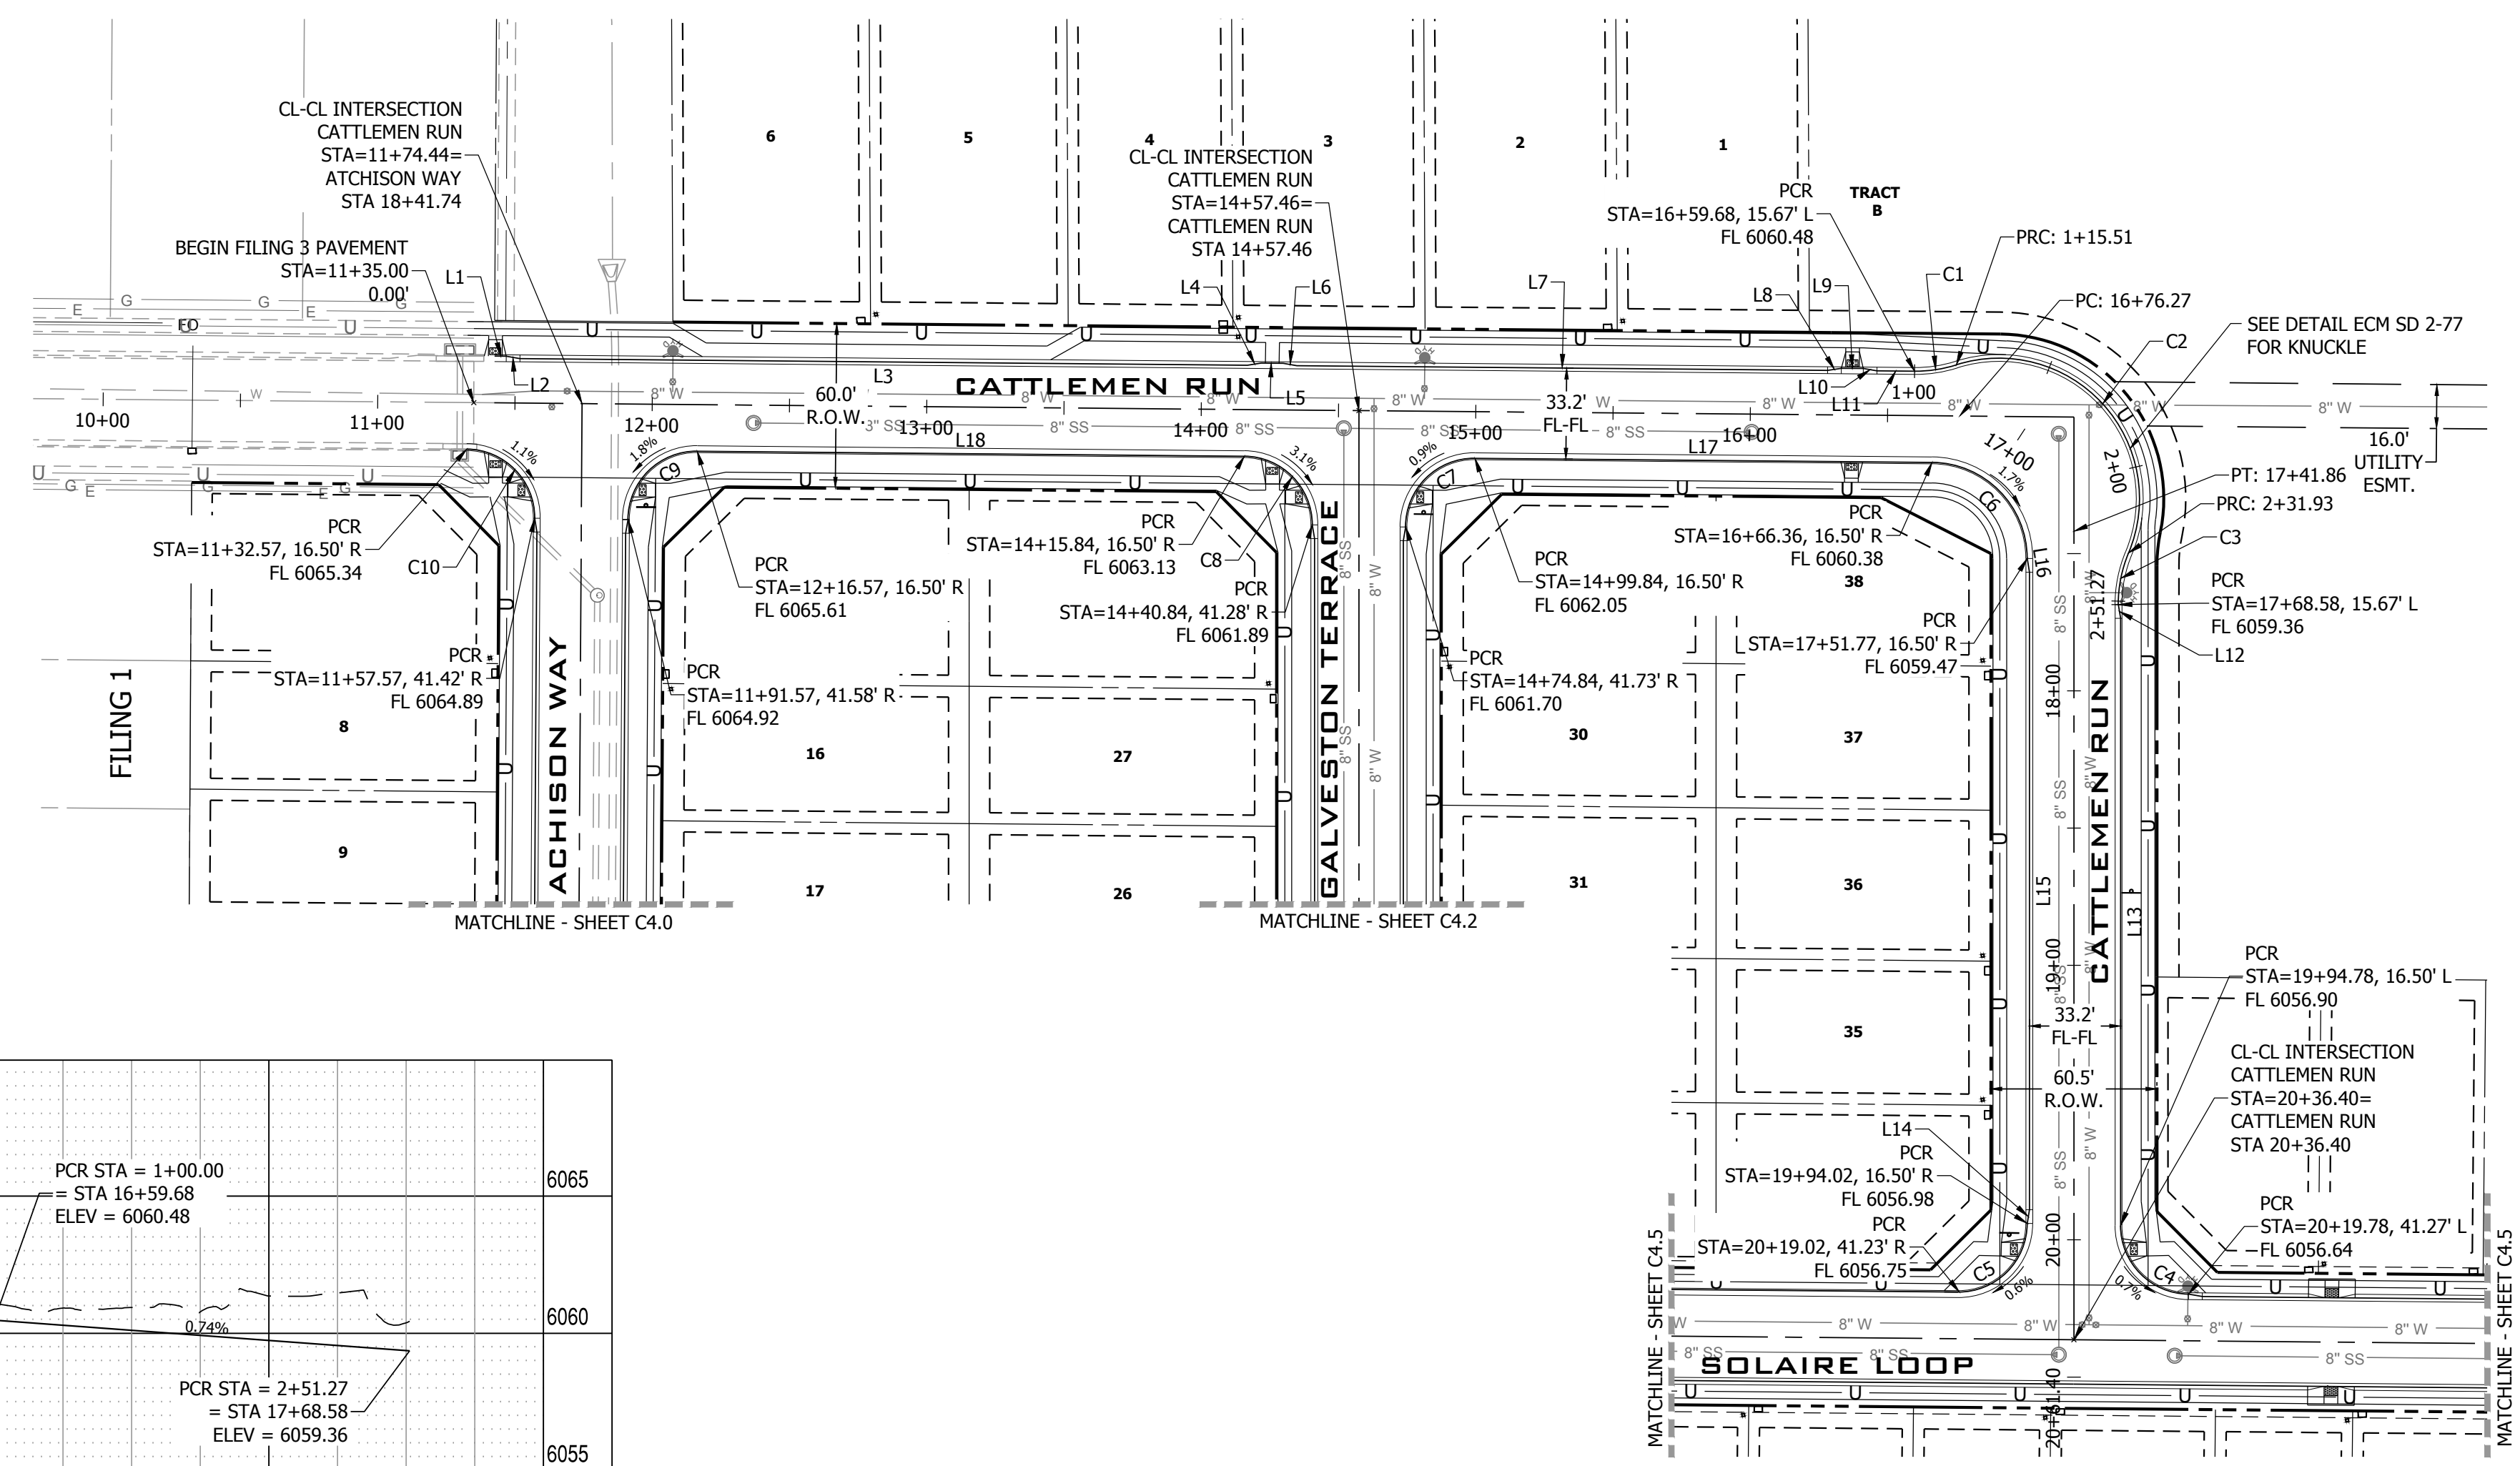 CL-CL INTERSECTION
CATTLEMEN RUN
STA=11+74.44=
ATCHISON WAY
STA 18+41.74
BEGIN FILING 3 PAVEMENT
STA=11+35.00
0.00'
L1
L2
L3
6
5
4
3
2
1
CL-CL INTERSECTION
CATTLEMEN RUN
STA=14+57.46=
CATTLEMEN RUN
STA 14+57.46
L4
L6
L5
L7
L8
L9
L10
L11
PCR
STA=16+59.68, 15.67' L
FL 6060.48
TRACT
B
PRC: 1+15.51
C1
PC: 16+76.27
C2
SEE DETAIL ECM SD 2-77
FOR KNUCKLE
CATTLEMEN RUN
60.0'
R.O.W.
33.2'
FL-FL
10+00
11+00
12+00
13+00
14+00
15+00
16+00
17+00
1+00
2+00
L18
L17
16.0'
UTILITY
ESMT.
PT: 17+41.86
PRC: 2+31.93
C3
PCR
STA=17+68.58, 15.67' L
FL 6059.36
L12
1.1%
1.8%
C9
3.1%
0.9%
C7
1.7%
C6
L16
2+51.27
PCR
STA=11+32.57, 16.50' R
FL 6065.34
C10
PCR
STA=12+16.57, 16.50' R
FL 6065.61
PCR
STA=14+15.84, 16.50' R
FL 6063.13
C8
PCR
STA=14+40.84, 41.28' R
FL 6061.89
PCR
STA=14+99.84, 16.50' R
FL 6062.05
PCR
STA=16+66.36, 16.50' R
FL 6060.38
38
PCR
STA=17+51.77, 16.50' R
FL 6059.47
PCR
STA=11+57.57, 41.42' R
FL 6064.89
PCR
STA=11+91.57, 41.58' R
FL 6064.92
PCR
STA=14+74.84, 41.73' R
FL 6061.70
FILING 1
ACHISON WAY
GALVESTON TERRACE
CATTLEMEN RUN
8
9
16
17
27
26
30
31
37
36
35
18+00
19+00
20+00
L15
L13
MATCHLINE - SHEET C4.0
MATCHLINE - SHEET C4.2
PCR
STA=19+94.78, 16.50' L
FL 6056.90
33.2'
FL-FL
60.5'
R.O.W.
CL-CL INTERSECTION
CATTLEMEN RUN
STA=20+36.40=
CATTLEMEN RUN
STA 20+36.40
L14
PCR
STA=19+94.02, 16.50' R
FL 6056.98
PCR
STA=20+19.02, 41.23' R
FL 6056.75
PCR
STA=20+19.78, 41.27' L
FL 6056.64
C5
0.6%
C4
0.7%
MATCHLINE - SHEET C4.5
MATCHLINE - SHEET C4.5
SOLAIRE LOOP
20+61.40
8" W
8" SS
PCR STA = 1+00.00
= STA 16+59.68
ELEV = 6060.48
0.74%
PCR STA = 2+51.27
= STA 17+68.58
ELEV = 6059.36
6065
6060
6055